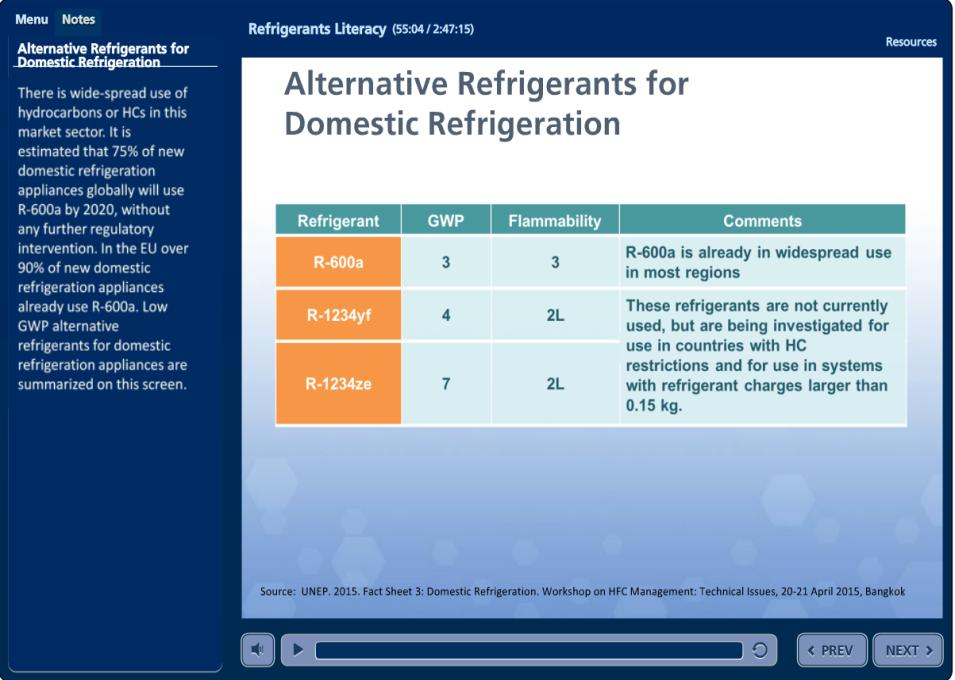 Menu Notes
Alternative Refrigerants for
Domestic Refrigeration
There is wide-spread use of
hydrocarbons or HCs in this
market sector. It is
estimated that 75% of new
domestic refrigeration
appliances globally will use
R-600a by 2020, without
any further regulatory
intervention. In the EU over
90% of new domestic
refrigeration appliances
already use R-600a. Low
GWP alternative
refrigerants for domestic
refrigeration appliances are
summarized on this screen.
Refrigerants Literacy (55:04 / 2:47:15)
Resources
Alternative Refrigerants for
Domestic Refrigeration
Refrigerant GWP Flammability Comments
R-600a 3 3 R-600a is already in widespread use
in most regions
R-1234yf 4 2L These refrigerants are not currently
used, but are being investigated for
use in countries with HC
restrictions and for use in systems
R-1234ze 7 2L with refrigerant charges larger than
0.15 kg.
Source: UNEP. 2015. Fact Sheet 3: Domestic Refrigeration. Workshop on HFC Management: Technical Issues, 20-21 April 2015, Bangkok
< PREV NEXT >